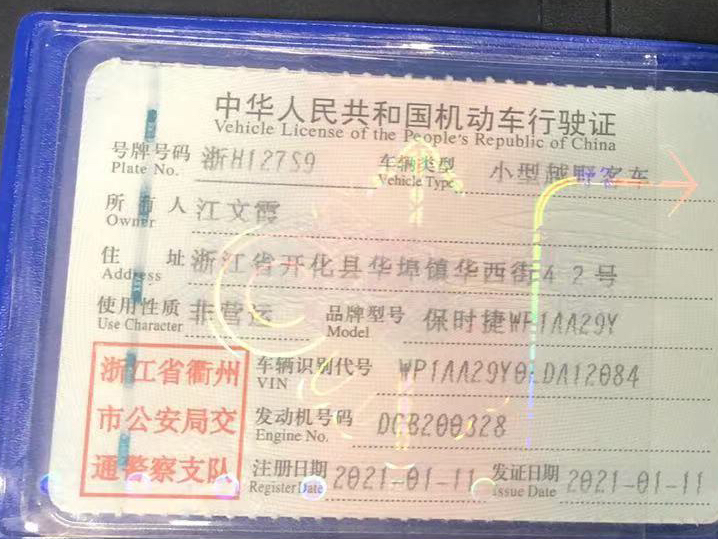 中华人民共和国机动车行驶证
Vehicle License of the People's Republic of China
号牌号码 浙H127S9 车辆类型 小型越野客车
Plate No. Vehicle Type
所有人 江文霞
Owner
住址 浙江省开化县华埠镇华西街42号
Address
使用性质 非营运 品牌型号 保时捷WP1AA29Y
Use Character Model
浙江省衢州
市公安局交
通警察支队
车辆识别代号 WP1AA29Y0LDA12084
VIN
发动机号码 DCB200328
Engine No.
注册日期 2021-01-11 发证日期 2021-01-11
Register Date Issue Date